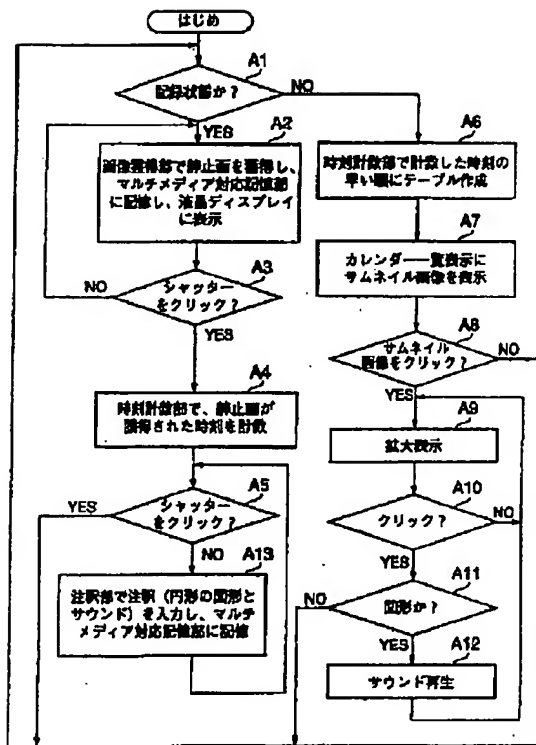 はじめ
A1
記録状態か？
NO
YES
A2
画像獲得部で静止画を獲得し、
マルチメディア対応記憶部
に記憶し、液晶ディスプレイ
に表示
A3
シャッター
をクリック？
NO
YES
A4
時刻計数部で、静止画が
獲得された時刻を計数
A5
シャッター
をクリック？
YES
NO
A13
注釈部で注釈（円形の図形と
サウンド）を入力し、マルチ
メディア対応記憶部に記憶
A6
時刻計数部で計数した時刻の
早い順にテーブル作成
A7
カレンダー一覧表示に
サムネイル画像を表示
A8
サムネイル
画像をクリック？
NO
YES
A9
拡大表示
A10
クリック？
NO
YES
A11
図形か？
NO
YES
A12
サウンド再生